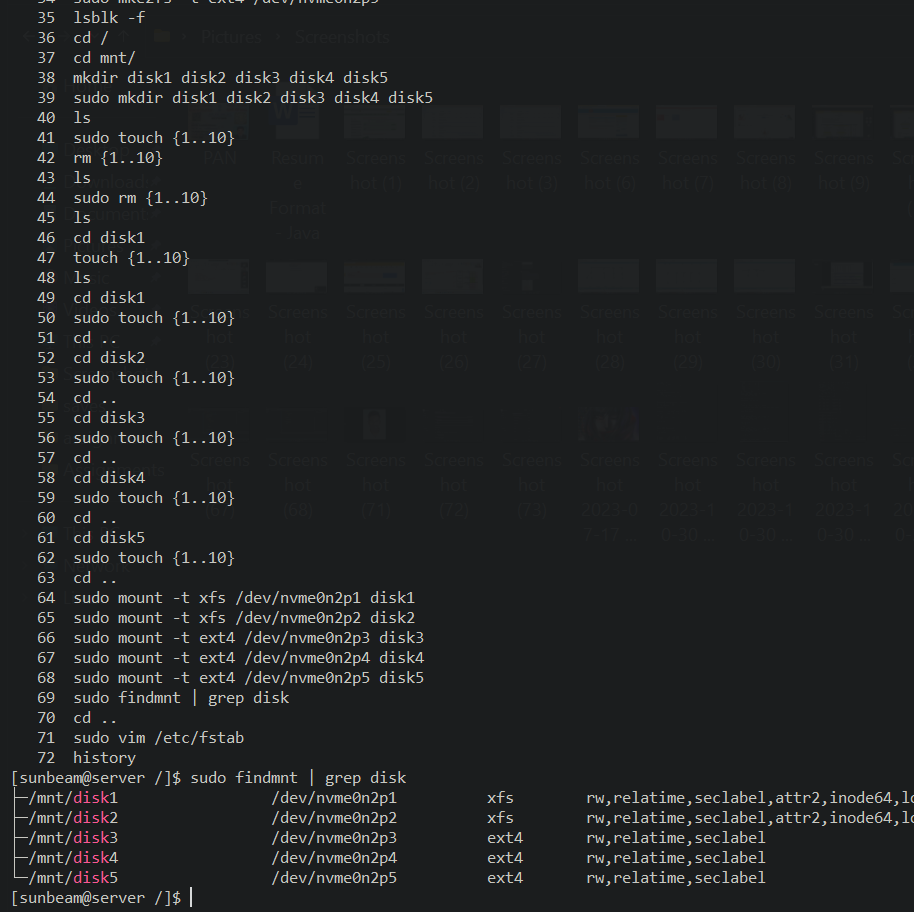 34 sudo mke2fs -t ext4 /dev/nvme0n2p5
35 lsblk -f
36 cd /
37 cd mnt/
38 mkdir disk1 disk2 disk3 disk4 disk5
39 sudo mkdir disk1 disk2 disk3 disk4 disk5
40 ls
41 sudo touch {1..10}
42 rm {1..10}
43 ls
44 sudo rm {1..10}
45 ls
46 cd disk1
47 touch {1..10}
48 ls
49 cd disk1
50 sudo touch {1..10}
51 cd ..
52 cd disk2
53 sudo touch {1..10}
54 cd ..
55 cd disk3
56 sudo touch {1..10}
57 cd ..
58 cd disk4
59 sudo touch {1..10}
60 cd ..
61 cd disk5
62 sudo touch {1..10}
63 cd ..
64 sudo mount -t xfs /dev/nvme0n2p1 disk1
65 sudo mount -t xfs /dev/nvme0n2p2 disk2
66 sudo mount -t ext4 /dev/nvme0n2p3 disk3
67 sudo mount -t ext4 /dev/nvme0n2p4 disk4
68 sudo mount -t ext4 /dev/nvme0n2p5 disk5
69 sudo findmnt | grep disk
70 cd ..
71 sudo vim /etc/fstab
72 history
[sunbeam@server /]$ sudo findmnt | grep disk
├─/mnt/disk1 /dev/nvme0n2p1 xfs rw,relatime,seclabel,attr2,inode64,lo
├─/mnt/disk2 /dev/nvme0n2p2 xfs rw,relatime,seclabel,attr2,inode64,lo
├─/mnt/disk3 /dev/nvme0n2p3 ext4 rw,relatime,seclabel
├─/mnt/disk4 /dev/nvme0n2p4 ext4 rw,relatime,seclabel
└─/mnt/disk5 /dev/nvme0n2p5 ext4 rw,relatime,seclabel
[sunbeam@server /]$